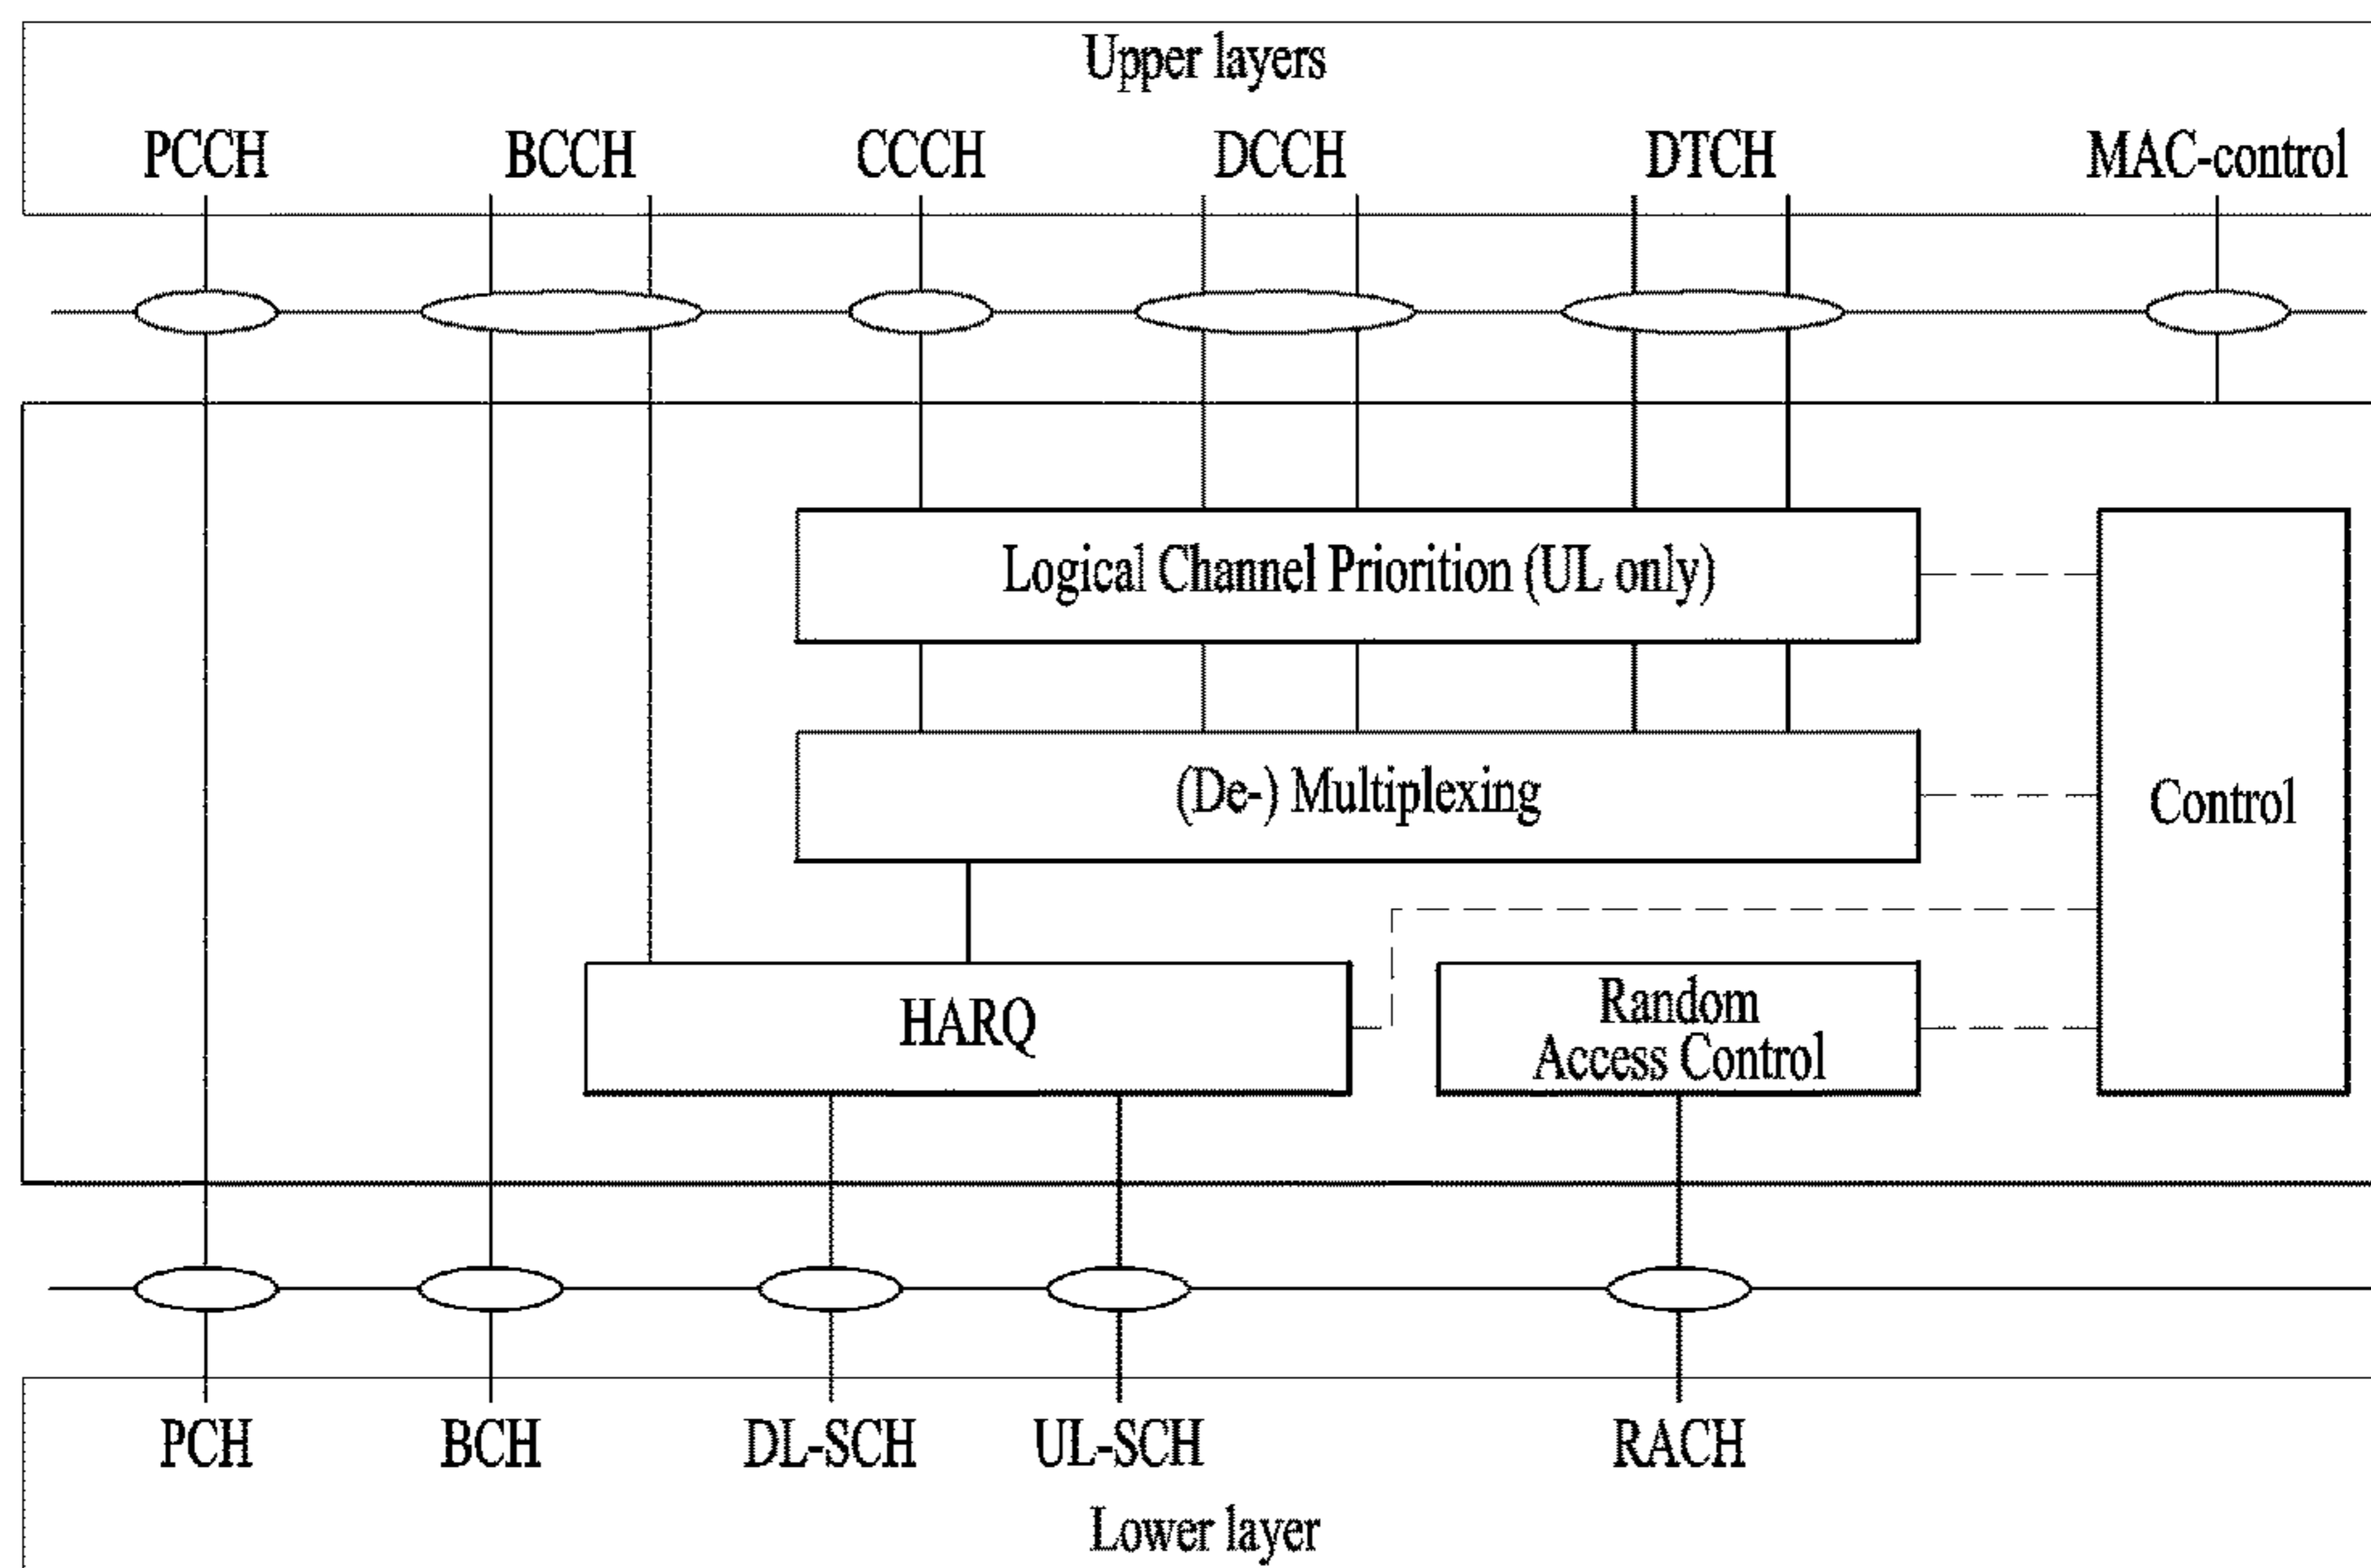 Upper layers
PCCH BCCH CCCH DCCH DTCH MAC-control
Logical Channel Priorition (UL only)
(De-) Multiplexing
Control
HARQ
Random
Access Control
PCH BCH DL-SCH UL-SCH RACH
Lower layer